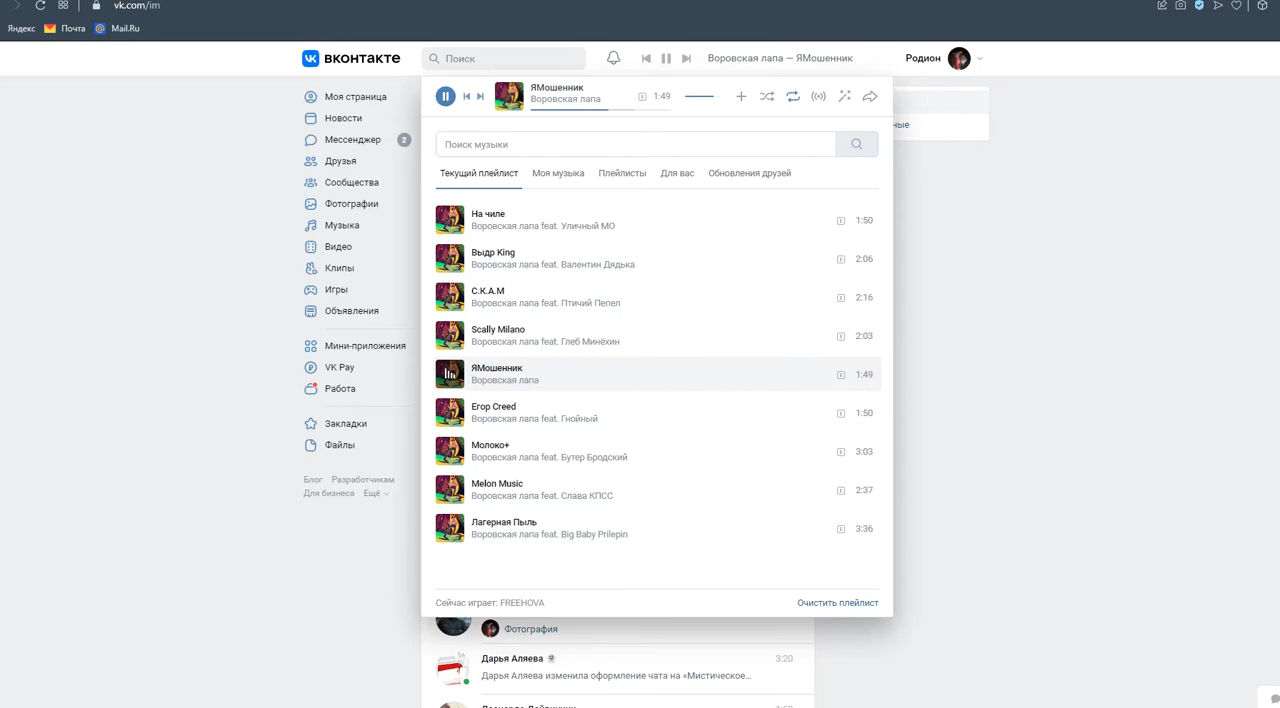 vk.com/im
Яндекс Почта Mail.Ru
ВКОНТАКТЕ Поиск Воровская лапа — ЯМошенник Родион
ЯМошенник
Воровская лапа
E 1:49
Моя страница
Новости
Мессенджер 2
Друзья
Сообщества
Фотографии
Музыка
Видео
Клипы
Игры
Объявления
Мини-приложения
VK Pay
Работа
Закладки
Файлы
Блог Разработчикам
Для бизнеса Ещё
Поиск музыки
Текущий плейлист Моя музыка Плейлисты Для вас Обновления друзей
На чиле
Воровская лапа feat. Уличный МО
E 1:50
Выдр King
Воровская лапа feat. Валентин Дядька
E 2:06
С.К.А.М
Воровская лапа feat. Птичий Пепел
E 2:16
Scally Milano
Воровская лапа feat. Глеб Минёхин
E 2:03
ЯМошенник
Воровская лапа
E 1:49
Егор Creed
Воровская лапа feat. Гнойный
E 1:50
Молоко+
Воровская лапа feat. Бутер Бродский
E 3:03
Melon Music
Воровская лапа feat. Слава КПСС
E 2:37
Лагерная Пыль
Воровская лапа feat. Big Baby Prilepin
E 3:36
Сейчас играет: FREEHOVA Очистить плейлист
ные
Фотография
Дарья Аляева 3:20
Дарья Аляева изменила оформление чата на «Мистическое...